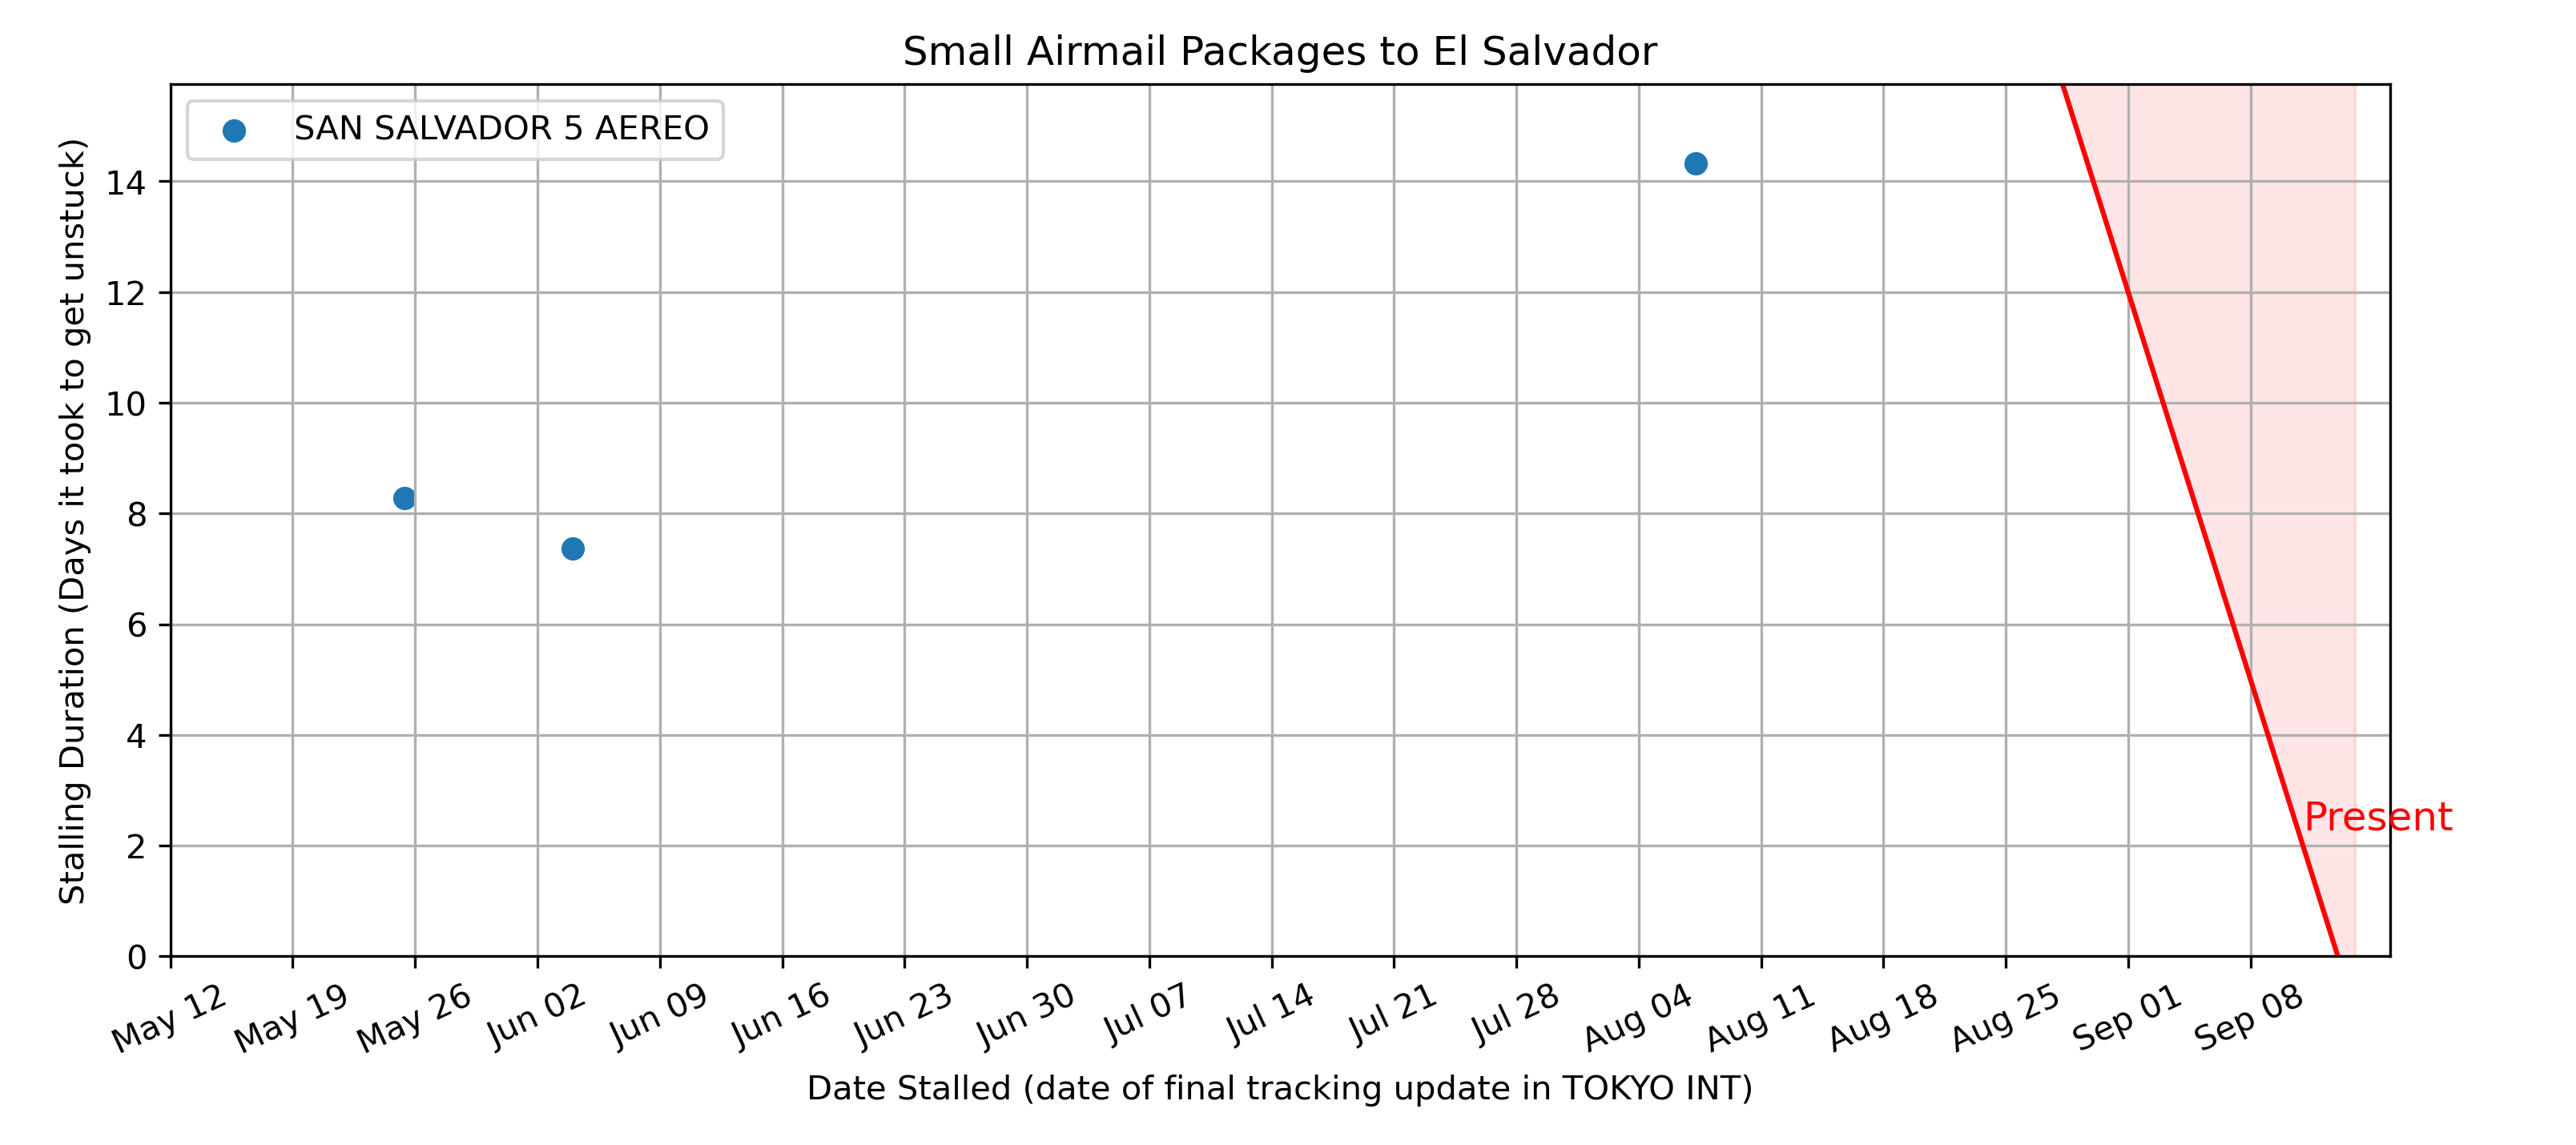 Small Airmail Packages to El Salvador
SAN SALVADOR 5 AEREO
Stalling Duration (Days it took to get unstuck)
14
12
10
8
6
4
2
0
Present
May 12
May 19
May 26
Jun 02
Jun 09
Jun 16
Jun 23
Jun 30
Jul 07
Jul 14
Jul 21
Jul 28
Aug 04
Aug 11
Aug 18
Aug 25
Sep 01
Sep 08
Date Stalled (date of final tracking update in TOKYO INT)